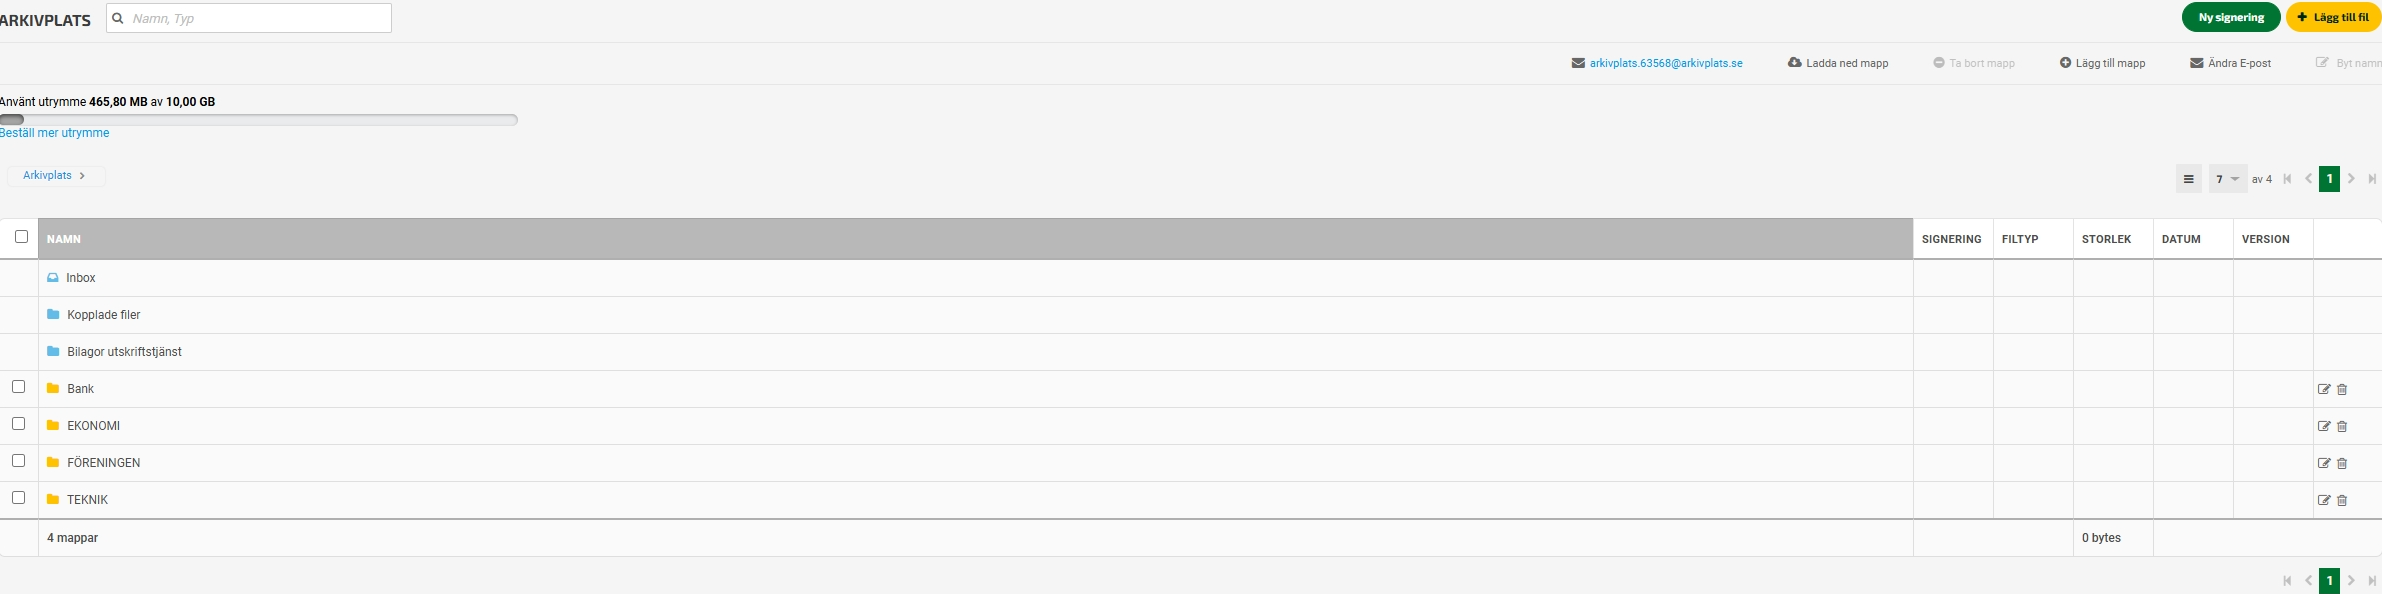 ARKIVPLATS
Namn, Typ
Ny signering
Lägg till fil
arkivplats.63568@arkivplats.se
Ladda ned mapp
Ta bort mapp
Lägg till mapp
Ändra E-post
Byt namn
Använt utrymme 465,80 MB av 10,00 GB
Beställ mer utrymme
Arkivplats
7 av 4
1
NAMN SIGNERING FILTYP STORLEK DATUM VERSION
Inbox
Kopplade filer
Bilagor utskriftstjänst
Bank
EKONOMI
FÖRENINGEN
TEKNIK
4 mappar 0 bytes
1